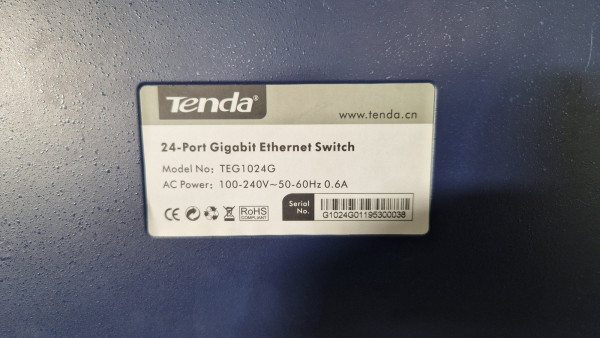 Tenda®
www.tenda.cn
24-Port Gigabit Ethernet Switch
Model No: TEG1024G
AC Power: 100-240V~50-60Hz 0.6A
CE RoHS COMPLIANT Serial No. G1024G01195300038